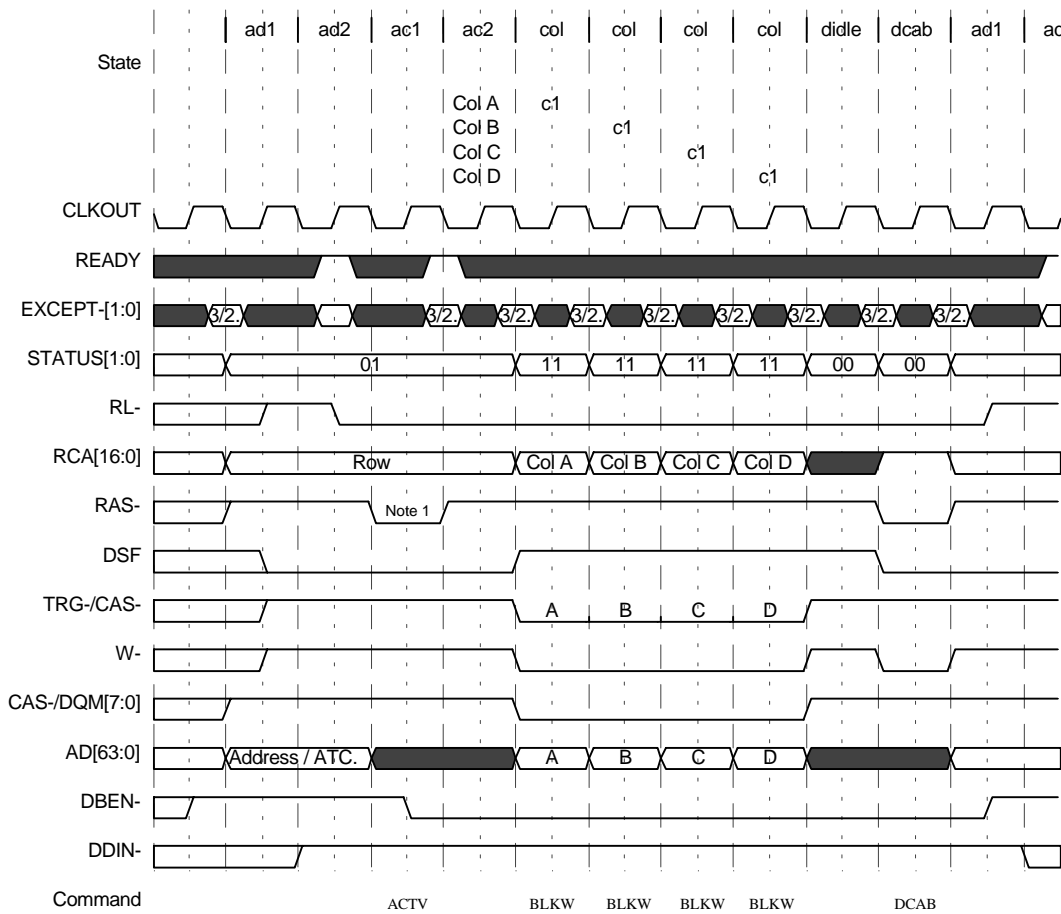 ad1 ad2 ac1 ac2 col col col col didle dcab ad1 ac
State
Col A c1
Col B c1
Col C c1
Col D c1
CLKOUT
READY
EXCEPT-[1:0] 3/2. 3/2. 3/2. 3/2. 3/2. 3/2. 3/2. 3/2. 3/2.
STATUS[1:0] 01 11 11 11 11 00 00
RL-
RCA[16:0] Row Col A Col B Col C Col D
RAS- Note 1
DSF
TRG-/CAS- A B C D
W-
CAS-/DQM[7:0]
AD[63:0] Address / ATC. A B C D
DBEN-
DDIN-
Command ACTV BLKW BLKW BLKW BLKW DCAB